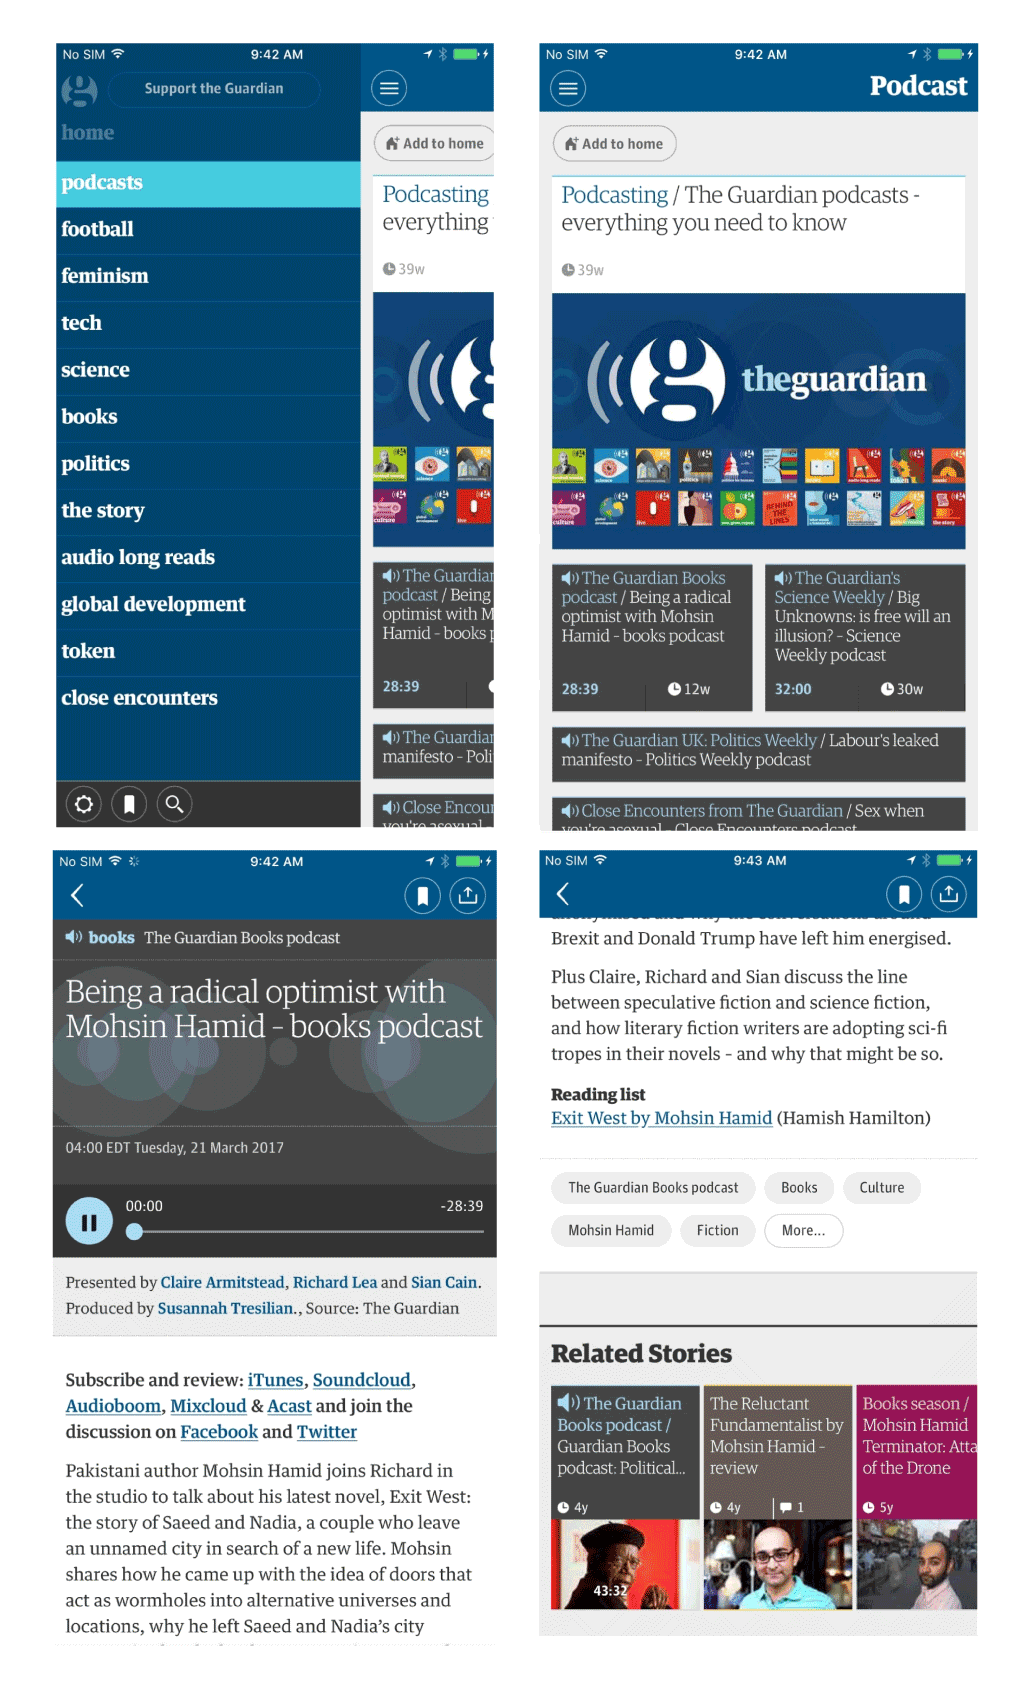 No SIM 9:42 AM
Support the Guardian
home
podcasts
football
feminism
tech
science
books
politics
the story
audio long reads
global development
token
close encounters
Add to home
Podcasting
everything
39w
The Guardian
podcast / Being
optimist with M
Hamid – books p
28:39
The Guardian
manifesto – Poli
Close Encour
you're asexual –
No SIM 9:42 AM
Podcast
Add to home
Podcasting / The Guardian podcasts -
everything you need to know
39w
theguardian
BEHIND THE LINES
The Guardian Books
podcast / Being a radical
optimist with Mohsin
Hamid – books podcast
28:39 12w
The Guardian's
Science Weekly / Big
Unknowns: is free will an
illusion? – Science
Weekly podcast
32:00 30w
The Guardian UK: Politics Weekly / Labour's leaked
manifesto – Politics Weekly podcast
Close Encounters from The Guardian / Sex when
you're asexual – Close Encounters podcast
No SIM 9:42 AM
books The Guardian Books podcast
Being a radical optimist with
Mohsin Hamid – books podcast
04:00 EDT Tuesday, 21 March 2017
00:00 -28:39
Presented by Claire Armitstead, Richard Lea and Sian Cain.
Produced by Susannah Tresilian., Source: The Guardian
Subscribe and review: iTunes, Soundcloud,
Audioboom, Mixcloud & Acast and join the
discussion on Facebook and Twitter
Pakistani author Mohsin Hamid joins Richard in
the studio to talk about his latest novel, Exit West:
the story of Saeed and Nadia, a couple who leave
an unnamed city in search of a new life. Mohsin
shares how he came up with the idea of doors that
act as wormholes into alternative universes and
locations, why he left Saeed and Nadia's city
No SIM 9:43 AM
Brexit and Donald Trump have left him energised.
Plus Claire, Richard and Sian discuss the line
between speculative fiction and science fiction,
and how literary fiction writers are adopting sci-fi
tropes in their novels – and why that might be so.
Reading list
Exit West by Mohsin Hamid (Hamish Hamilton)
The Guardian Books podcast Books Culture
Mohsin Hamid Fiction More...
Related Stories
The Guardian
Books podcast /
Guardian Books
podcast: Political...
4y
43:32
The Reluctant
Fundamentalist by
Mohsin Hamid –
review
4y 1
Books season /
Mohsin Hamid
Terminator: Atta
of the Drone
5y